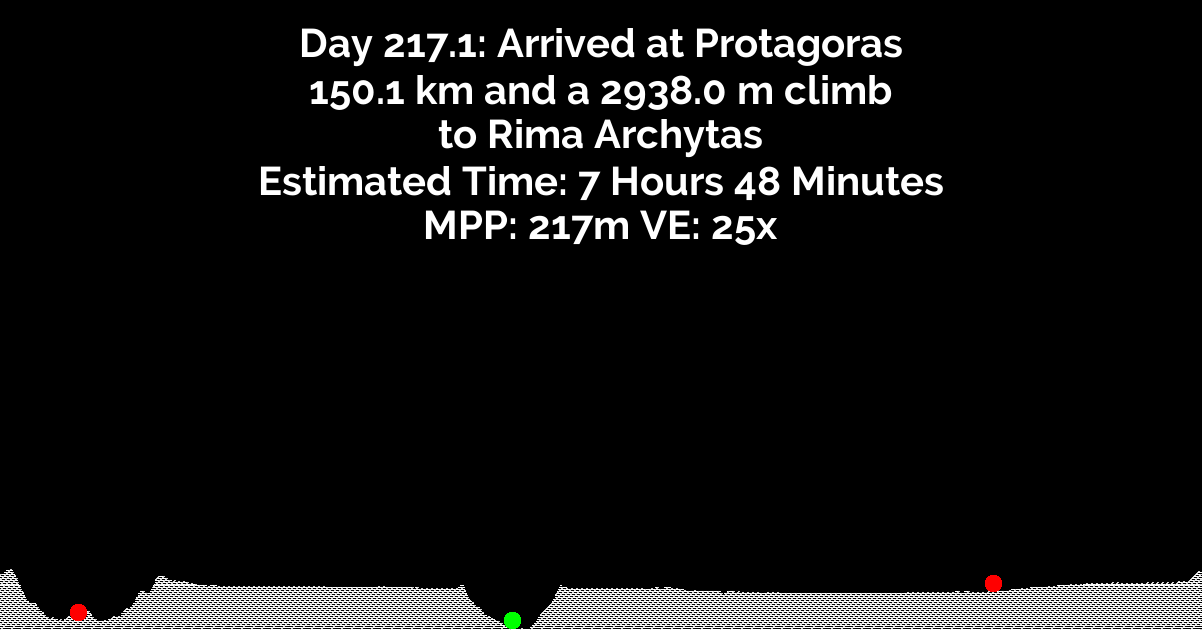 Day 217.1: Arrived at Protagoras
150.1 km and a 2938.0 m climb
to Rima Archytas
Estimated Time: 7 Hours 48 Minutes
MPP: 217m VE: 25x